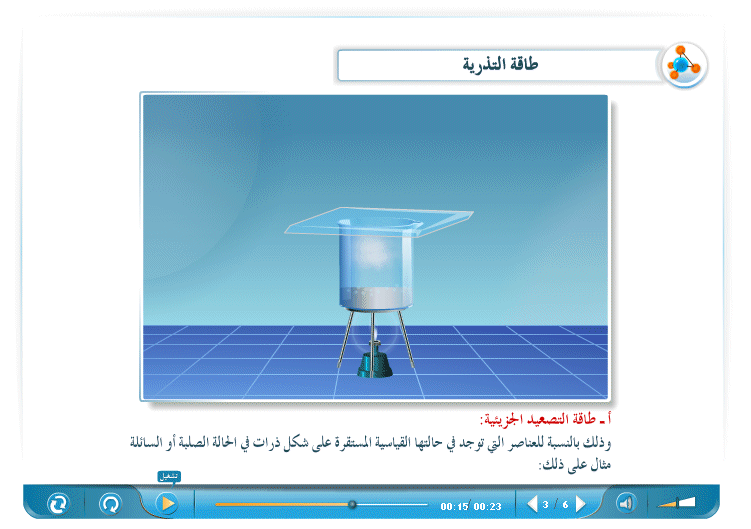 طاقة التذرية
أ ـ طاقة التصعيد الجزيئية:
وذلك بالنسبة للعناصر التي توجد في حالتها القياسية المستقرة على شكل ذرات في الحالة الصلبة أو السائلة
مثال على ذلك:
تشغيل
00:15/00:23
3 / 6